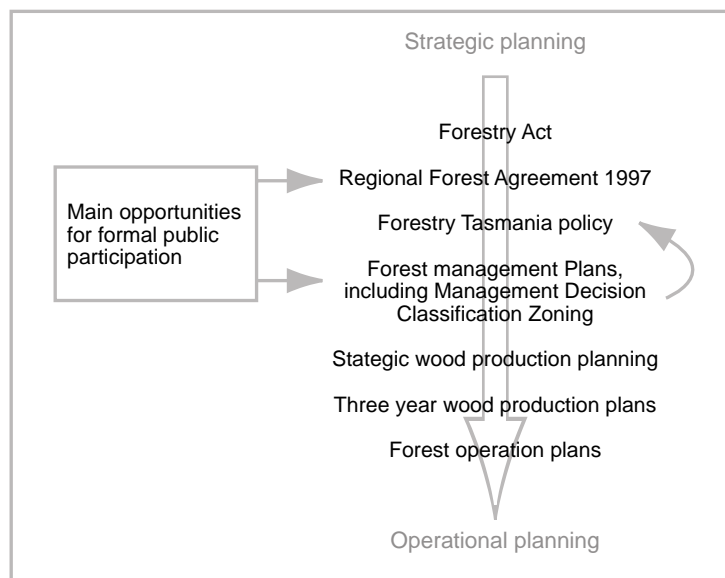 Strategic planning
Forestry Act
Regional Forest Agreement 1997
Main opportunities
for formal public
participation
Forestry Tasmania policy
Forest management Plans,
including Management Decision
Classification Zoning
Stategic wood production planning
Three year wood production plans
Forest operation plans
Operational planning